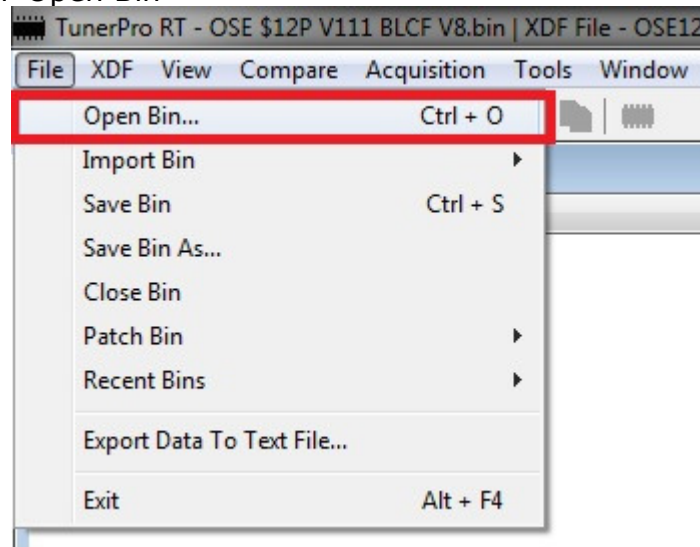 Open Bin
TunerPro RT - OSE $12P V111 BLCF V8.bin | XDF File - OSE12
File XDF View Compare Acquisition Tools Window
Open Bin... Ctrl + O
Import Bin
Save Bin Ctrl + S
Save Bin As...
Close Bin
Patch Bin
Recent Bins
Export Data To Text File...
Exit Alt + F4